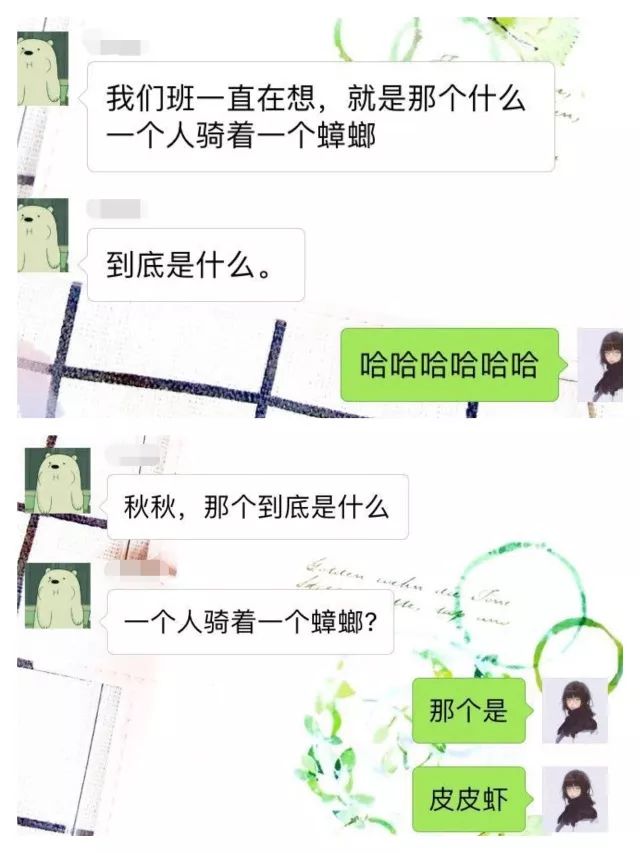 我们班一直在想，就是那个什么
一个人骑着一个蟑螂
到底是什么。
哈哈哈哈哈哈
秋秋，那个到底是什么
一个人骑着一个蟑螂？
那个是
皮皮虾